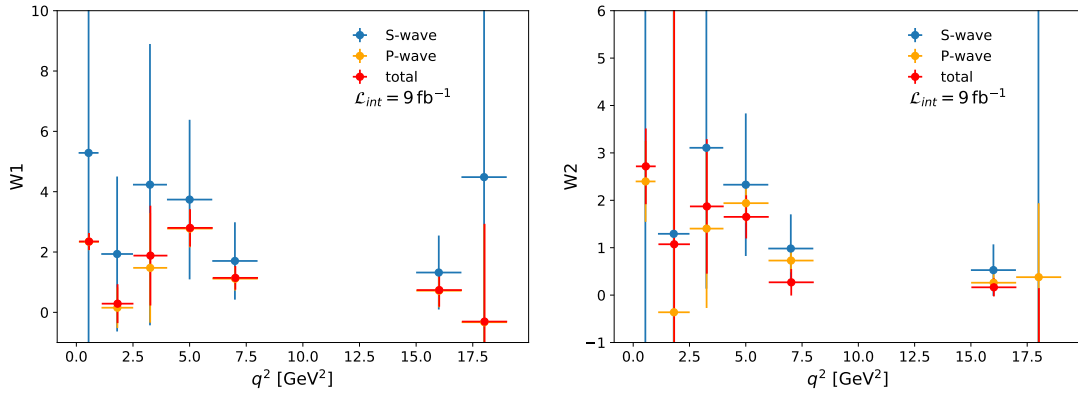 10
8
6
4
2
0
W1
S-wave
P-wave
total
ℒ_int = 9 fb⁻¹
0.0 2.5 5.0 7.5 10.0 12.5 15.0 17.5
q² [GeV²]
6
5
4
3
2
1
0
−1
W2
S-wave
P-wave
total
ℒ_int = 9 fb⁻¹
0.0 2.5 5.0 7.5 10.0 12.5 15.0 17.5
q² [GeV²]